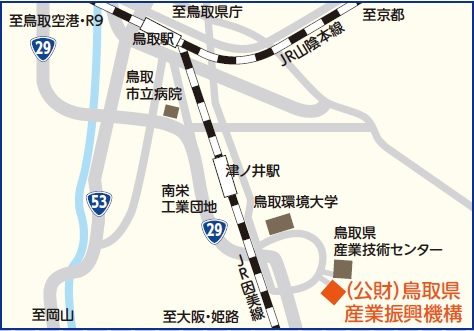 至鳥取空港・R9
至鳥取県庁
至京都
29
鳥取駅
JR山陰本線
鳥取
市立病院
津ノ井駅
南栄
工業団地
鳥取環境大学
53
29
鳥取県
産業技術センター
JR因美線
(公財)鳥取県
産業振興機構
至岡山
至大阪・姫路